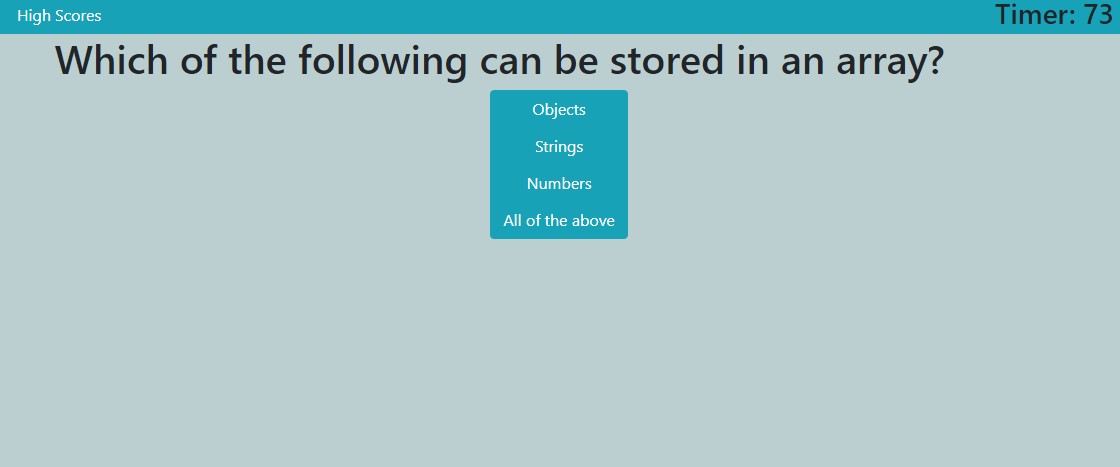 High Scores
Timer: 73
Which of the following can be stored in an array?
Objects
Strings
Numbers
All of the above